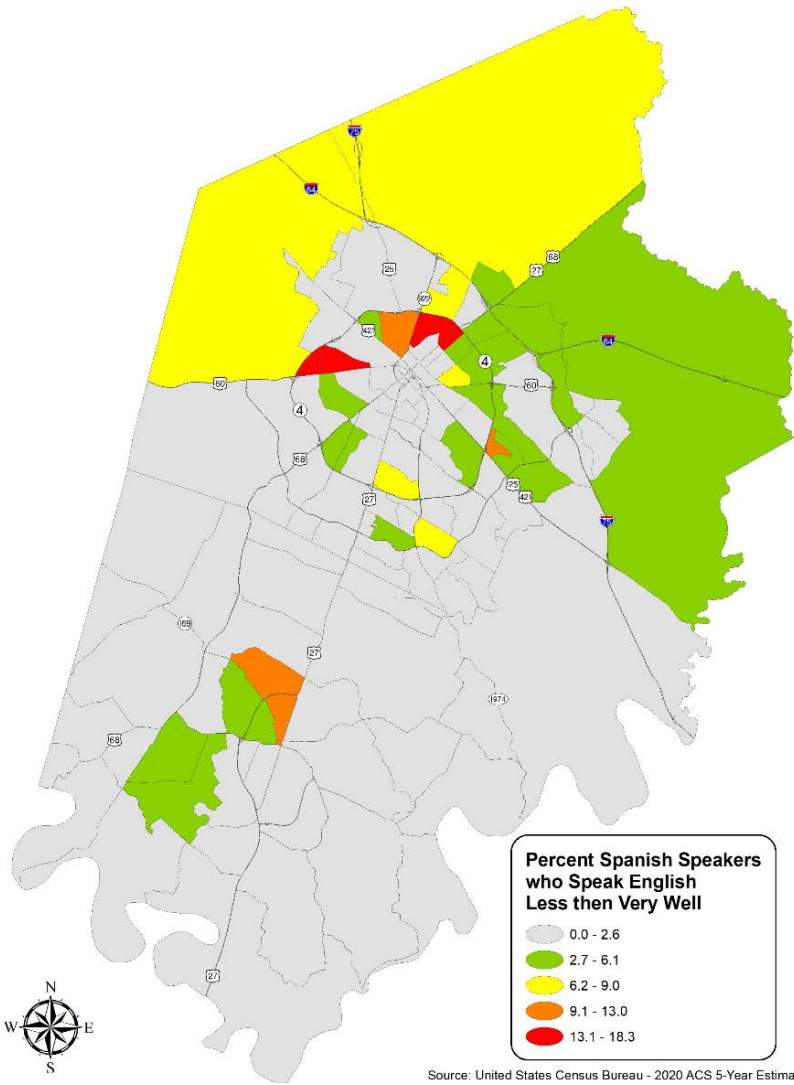 75
64
68
27
25
922
421
4
64
60
60
4
68
27
25
421
75
169
27
1974
68
27
N
W E
S
Percent Spanish Speakers
who Speak English
Less then Very Well
0.0 - 2.6
2.7 - 6.1
6.2 - 9.0
9.1 - 13.0
13.1 - 18.3
Source: United States Census Bureau - 2020 ACS 5-Year Estima